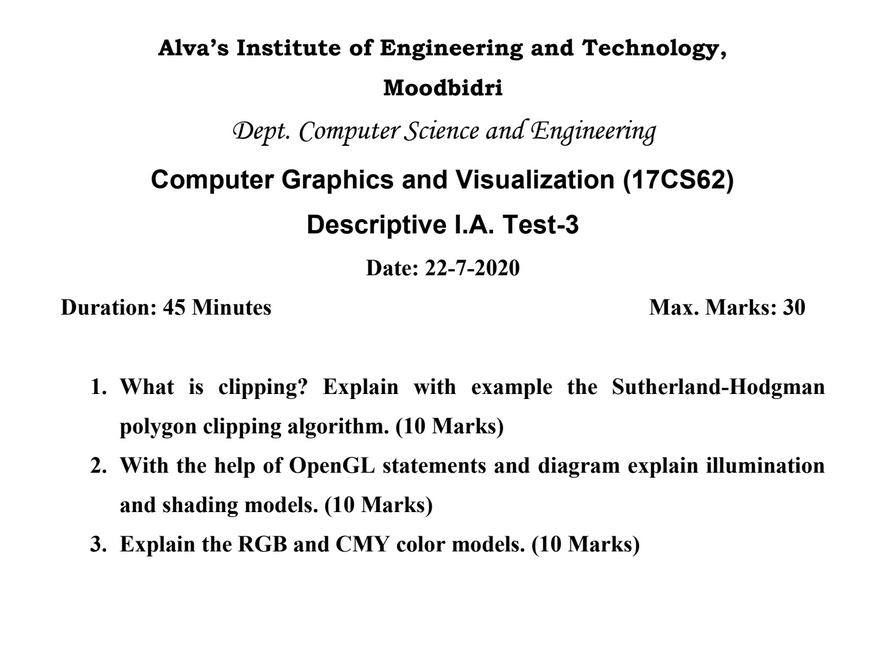 Alva’s Institute of Engineering and Technology,
Moodbidri
Dept. Computer Science and Engineering
Computer Graphics and Visualization (17CS62)
Descriptive I.A. Test-3
Date: 22-7-2020
Duration: 45 Minutes Max. Marks: 30
1. What is clipping? Explain with example the Sutherland-Hodgman
polygon clipping algorithm. (10 Marks)
2. With the help of OpenGL statements and diagram explain illumination
and shading models. (10 Marks)
3. Explain the RGB and CMY color models. (10 Marks)